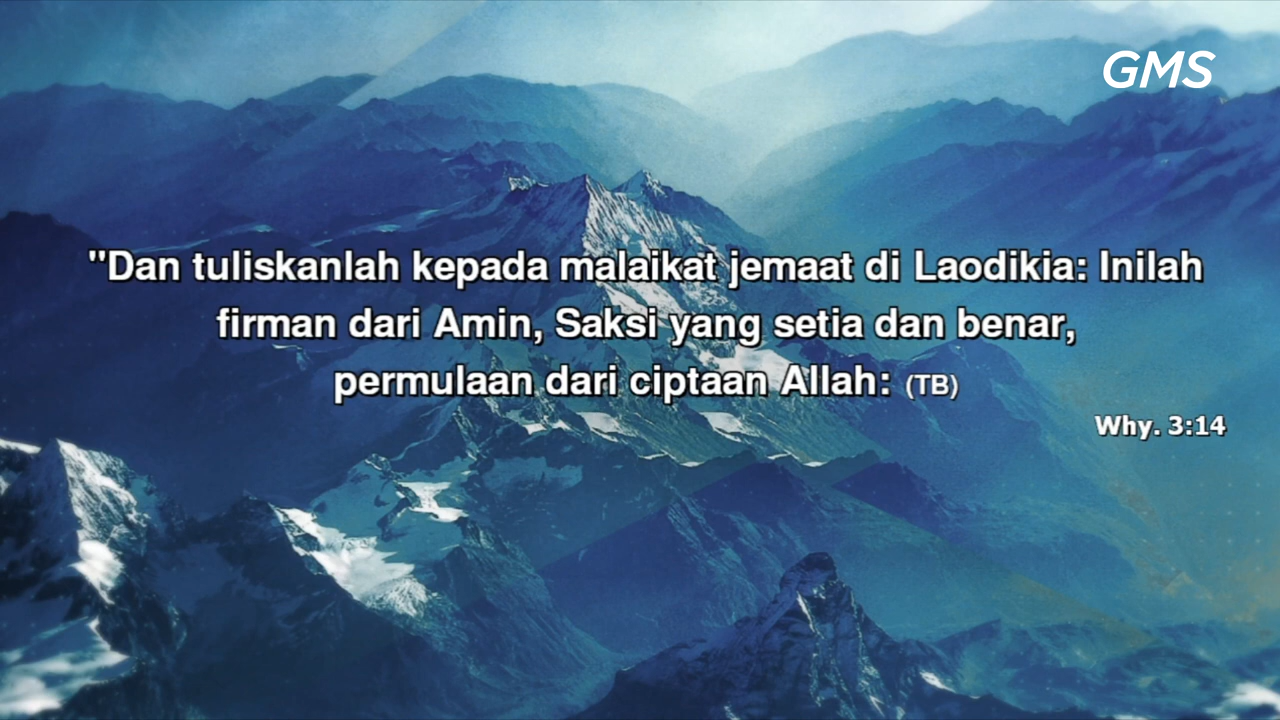 GMS
"Dan tuliskanlah kepada malaikat jemaat di Laodikia: Inilah
firman dari Amin, Saksi yang setia dan benar,
permulaan dari ciptaan Allah: (TB)
Why. 3:14